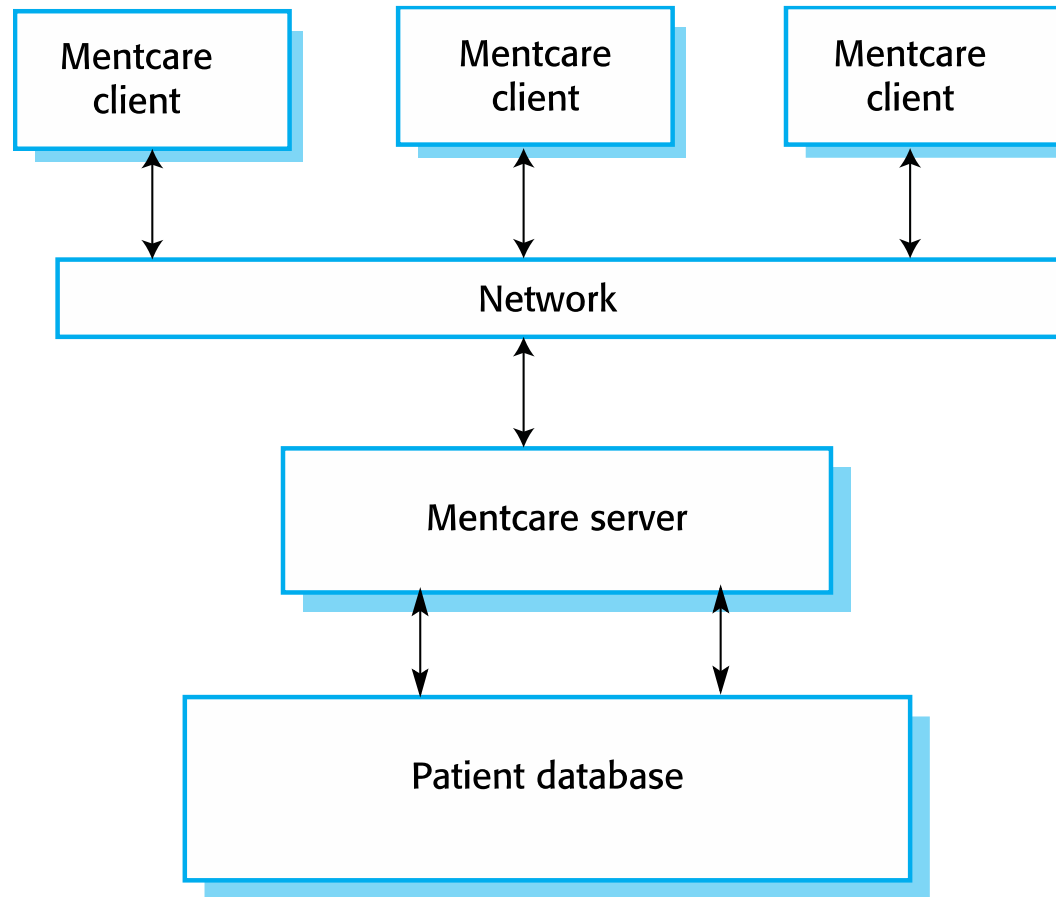 Mentcare
client
Mentcare
client
Mentcare
client
Network
Mentcare server
Patient database